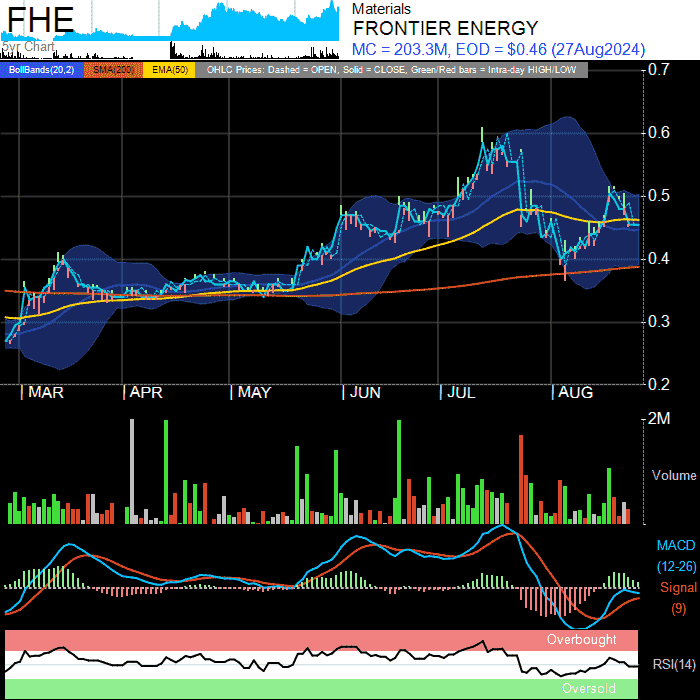 FHE
5yr Chart
Materials
FRONTIER ENERGY
MC = 203.3M, EOD = $0.46 (27Aug2024)
BollBands(20,2) SMA(200) EMA(50) OHLC Prices: Dashed = OPEN, Solid = CLOSE, Green/Red bars = Intra-day HIGH/LOW
0.7
0.6
0.5
0.4
0.3
0.2
| MAR | APR | MAY | JUN | JUL | AUG
2M
Volume
MACD
(12-26)
Signal
(9)
Overbought
RSI(14)
Oversold